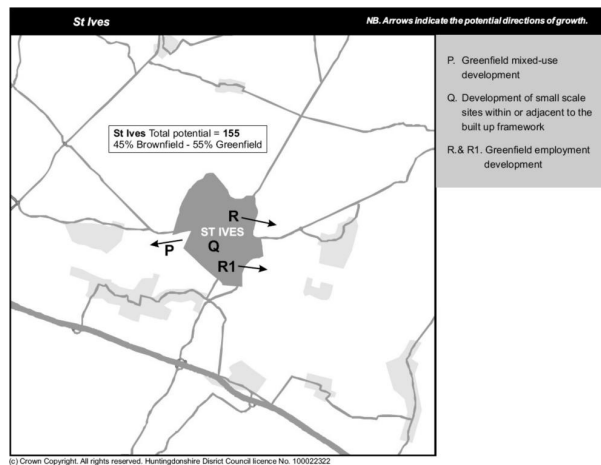 St Ives
NB. Arrows indicate the potential directions of growth.
St Ives Total potential = 155
45% Brownfield - 55% Greenfield
R
ST IVES
Q
P
R1
P. Greenfield mixed-use
development
Q. Development of small scale
sites within or adjacent to the
built up framework
R.& R1. Greenfield employment
development
(c) Crown Copyright. All rights reserved. Huntingdonshire Disrict Council licence No. 100022322